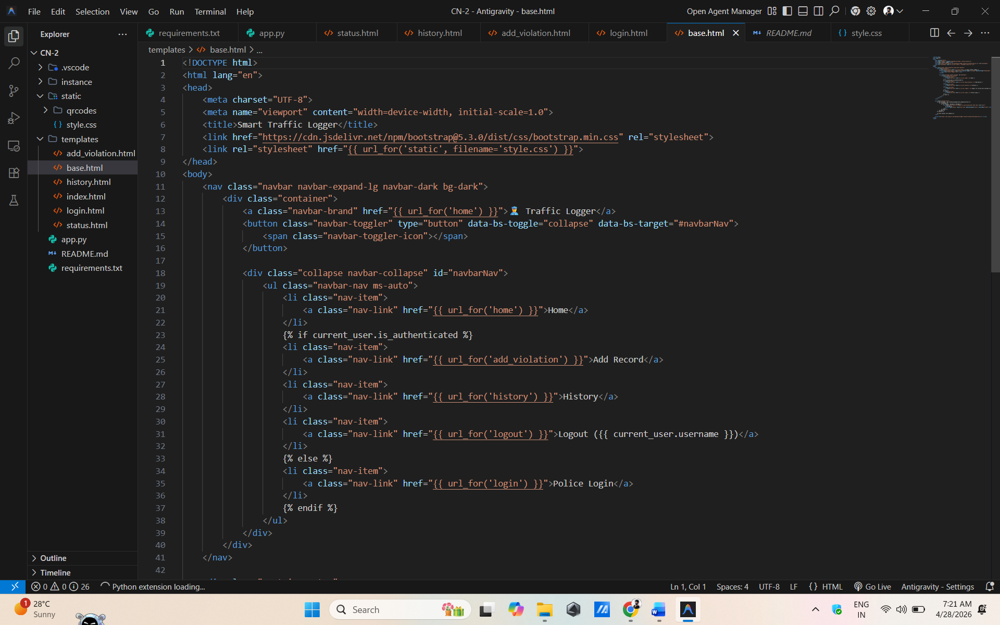 File Edit Selection View Go Run Terminal Help
CN-2 - Antigravity - base.html
Open Agent Manager
Explorer
CN-2
.vscode
instance
static
qrcodes
style.css
templates
add_violation.html
base.html
history.html
index.html
login.html
status.html
app.py
README.md
requirements.txt
Outline
Timeline
requirements.txt app.py status.html history.html add_violation.html login.html base.html README.md style.css
templates > base.html > ...
1 <!DOCTYPE html>
2 <html lang="en">
3 <head>
4 <meta charset="UTF-8">
5 <meta name="viewport" content="width=device-width, initial-scale=1.0">
6 <title>Smart Traffic Logger</title>
7 <link href="https://cdn.jsdelivr.net/npm/bootstrap@5.3.0/dist/css/bootstrap.min.css" rel="stylesheet">
8 <link rel="stylesheet" href="{{ url_for('static', filename='style.css') }}">
9 </head>
10 <body>
11 <nav class="navbar navbar-expand-lg navbar-dark bg-dark">
12 <div class="container">
13 <a class="navbar-brand" href="{{ url_for('home') }}">👮 Traffic Logger</a>
14 <button class="navbar-toggler" type="button" data-bs-toggle="collapse" data-bs-target="#navbarNav">
15 <span class="navbar-toggler-icon"></span>
16 </button>
17
18 <div class="collapse navbar-collapse" id="navbarNav">
19 <ul class="navbar-nav ms-auto">
20 <li class="nav-item">
21 <a class="nav-link" href="{{ url_for('home') }}">Home</a>
22 </li>
23 {% if current_user.is_authenticated %}
24 <li class="nav-item">
25 <a class="nav-link" href="{{ url_for('add_violation') }}">Add Record</a>
26 </li>
27 <li class="nav-item">
28 <a class="nav-link" href="{{ url_for('history') }}">History</a>
29 </li>
30 <li class="nav-item">
31 <a class="nav-link" href="{{ url_for('logout') }}">Logout ({{ current_user.username }})</a>
32 </li>
33 {% else %}
34 <li class="nav-item">
35 <a class="nav-link" href="{{ url_for('login') }}">Police Login</a>
36 </li>
37 {% endif %}
38 </ul>
39 </div>
40 </div>
41 </nav>
42
0 0 26 Python extension loading...
Ln 1, Col 1 Spaces: 4 UTF-8 LF {} HTML Go Live Antigravity - Settings
1 28°C
Sunny
Search
ENG
IN
7:21 AM
4/28/2026